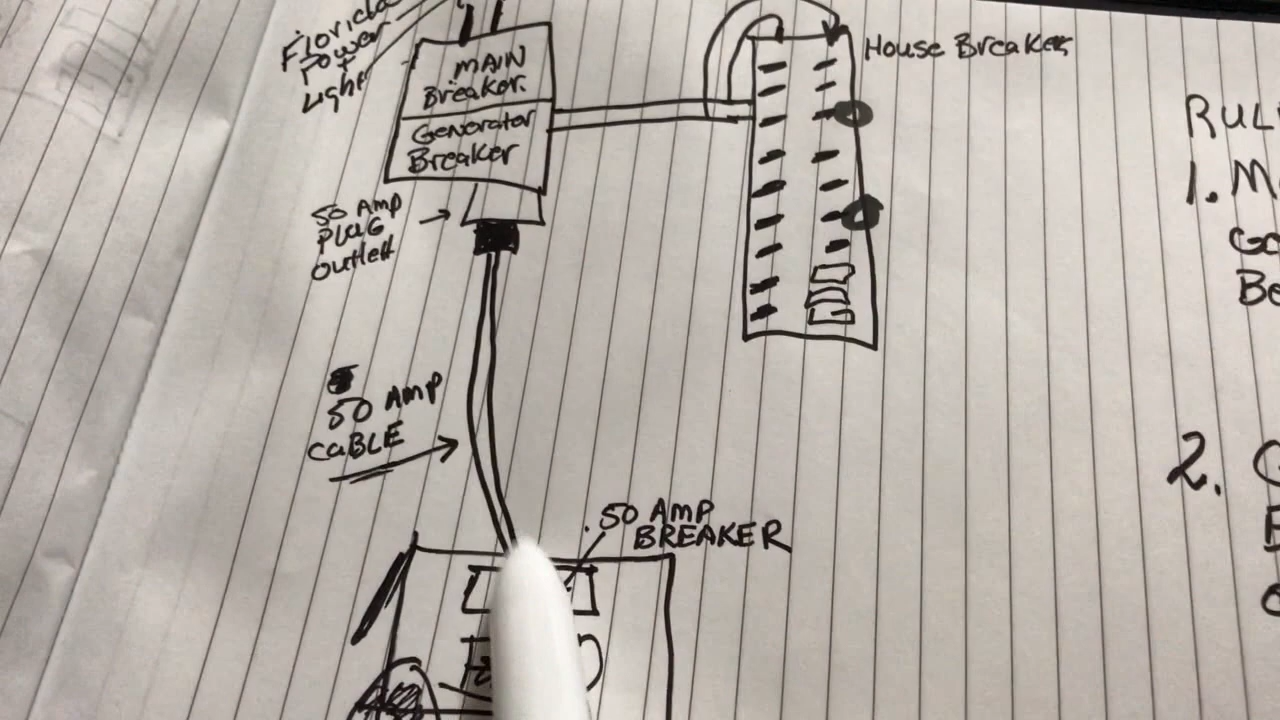 Florida
Power
Light
MAIN
Breaker.
Generator
Breaker
House Breaker
50 AMP
PLUG
outlet
50 AMP
CaBLE
50 AMP
BREAKER
RUL
1. M
Be
2.